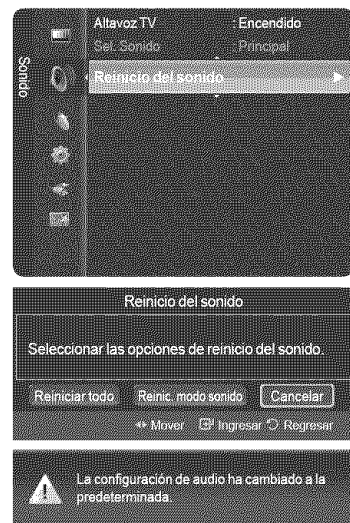 Sonido
Altavoz TV : Encendido
Sel. Sonido : Principal
Reinicio del sonido
Reinicio del sonido
Seleccionar las opciones de reinicio del sonido.
Reiniciar todo Reinic. modo sonido Cancelar
Mover Ingresar Regresar
La configuración de audio ha cambiado a la
predeterminada.